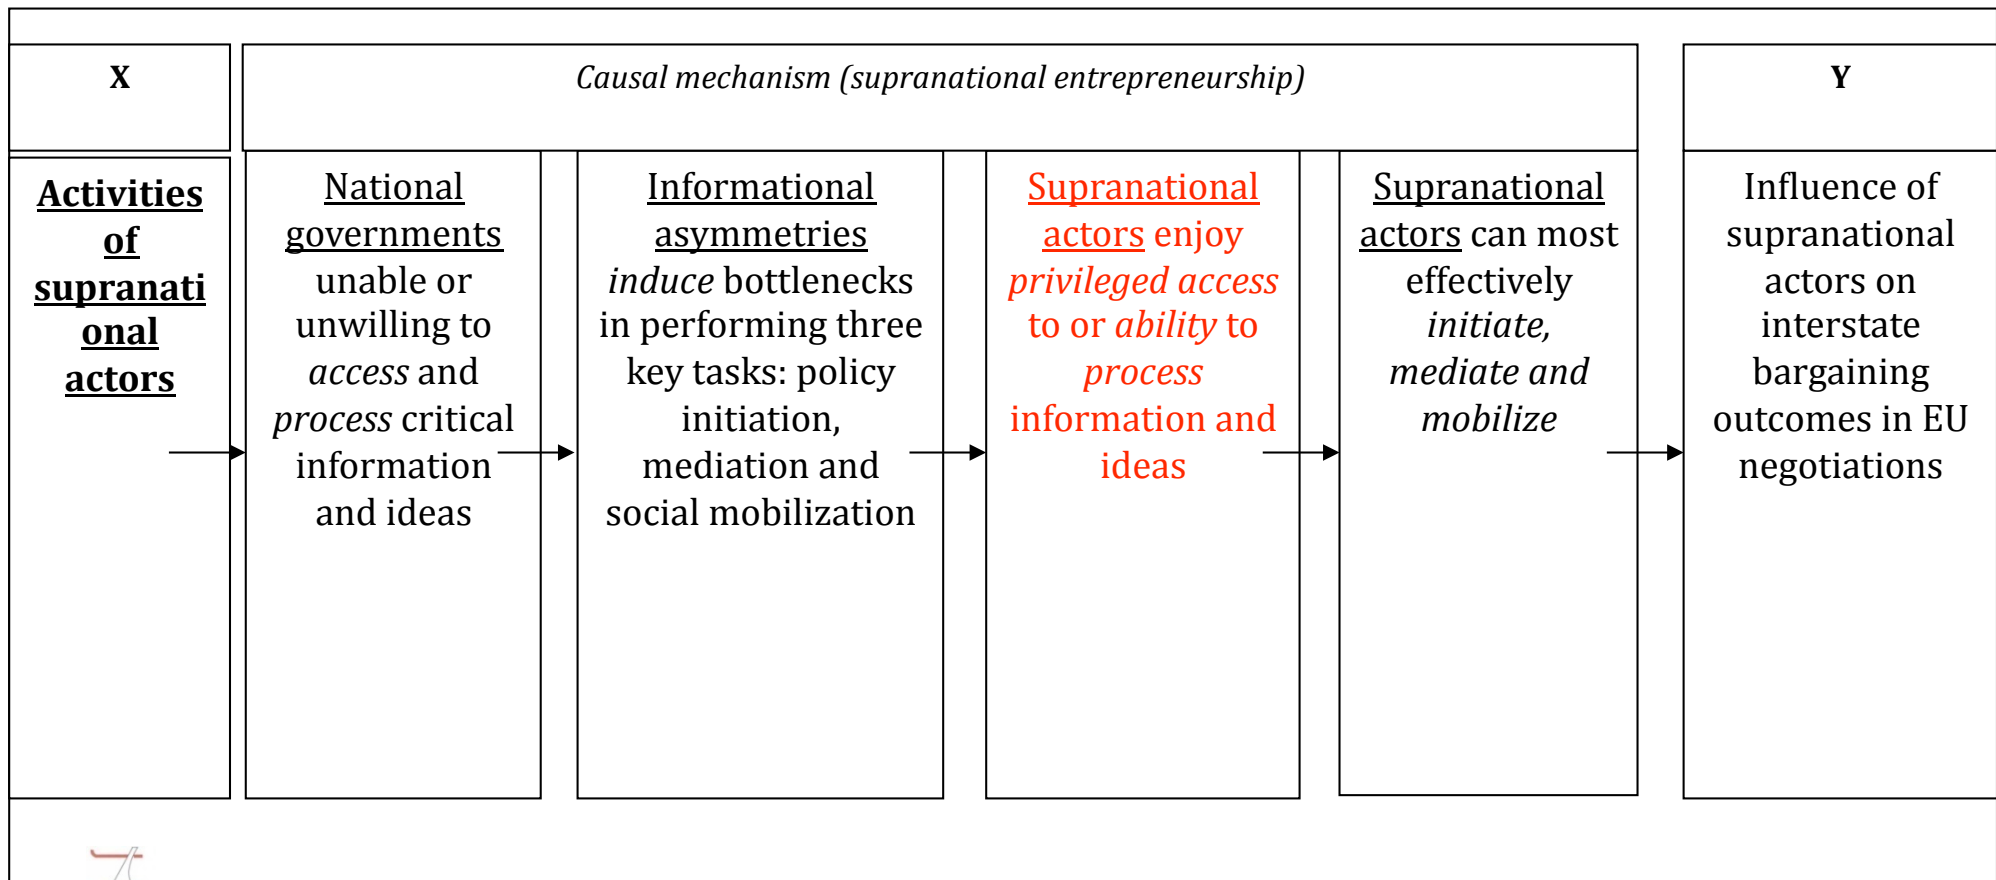 X
Causal mechanism (supranational entrepreneurship)
Y
Activities
of
supranati
onal
actors
National
governments
unable or
unwilling to
access and
process critical
information
and ideas
Informational
asymmetries
induce bottlenecks
in performing three
key tasks: policy
initiation,
mediation and
social mobilization
Supranational
actors enjoy
privileged access
to or ability to
process
information and
ideas
Supranational
actors can most
effectively
initiate,
mediate and
mobilize
Influence of
supranational
actors on
interstate
bargaining
outcomes in EU
negotiations